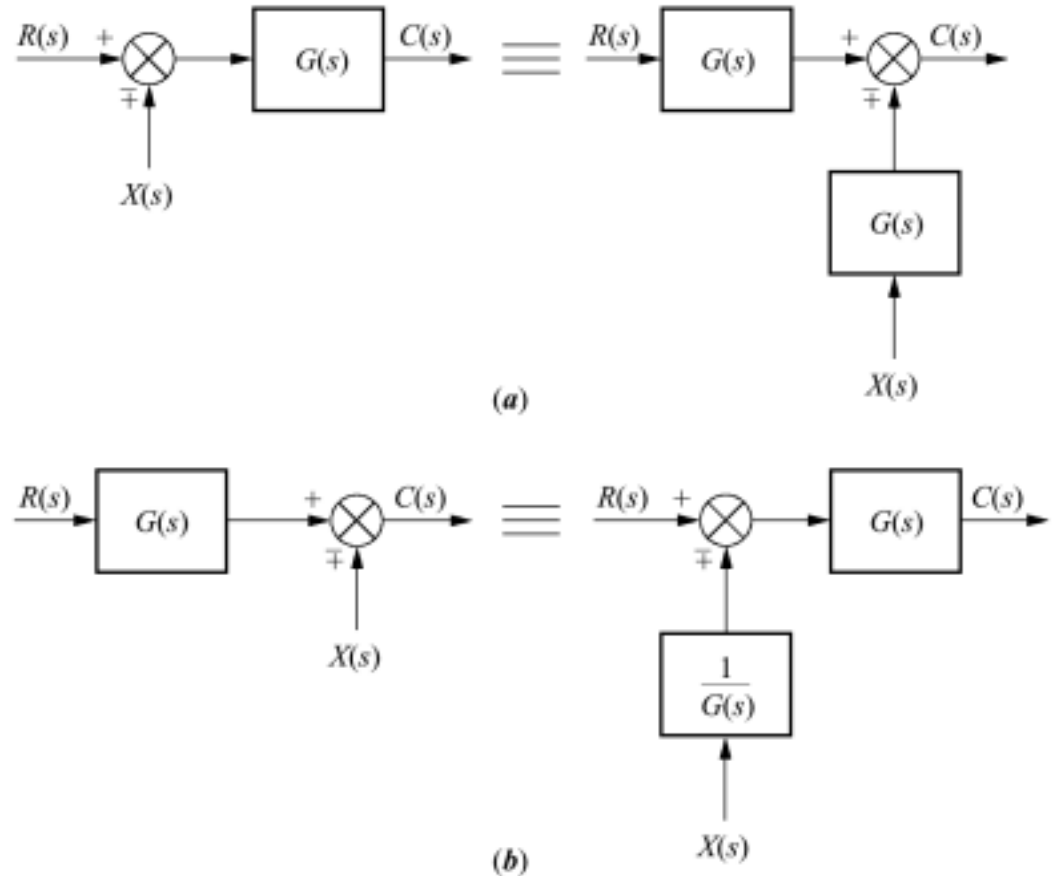 R(s) + G(s) C(s) R(s) G(s) + C(s)
∓ ∓
X(s) G(s)
X(s)
(a)
R(s) G(s) + C(s) R(s) + G(s) C(s)
∓ ∓
X(s) 1
G(s)
X(s)
(b)